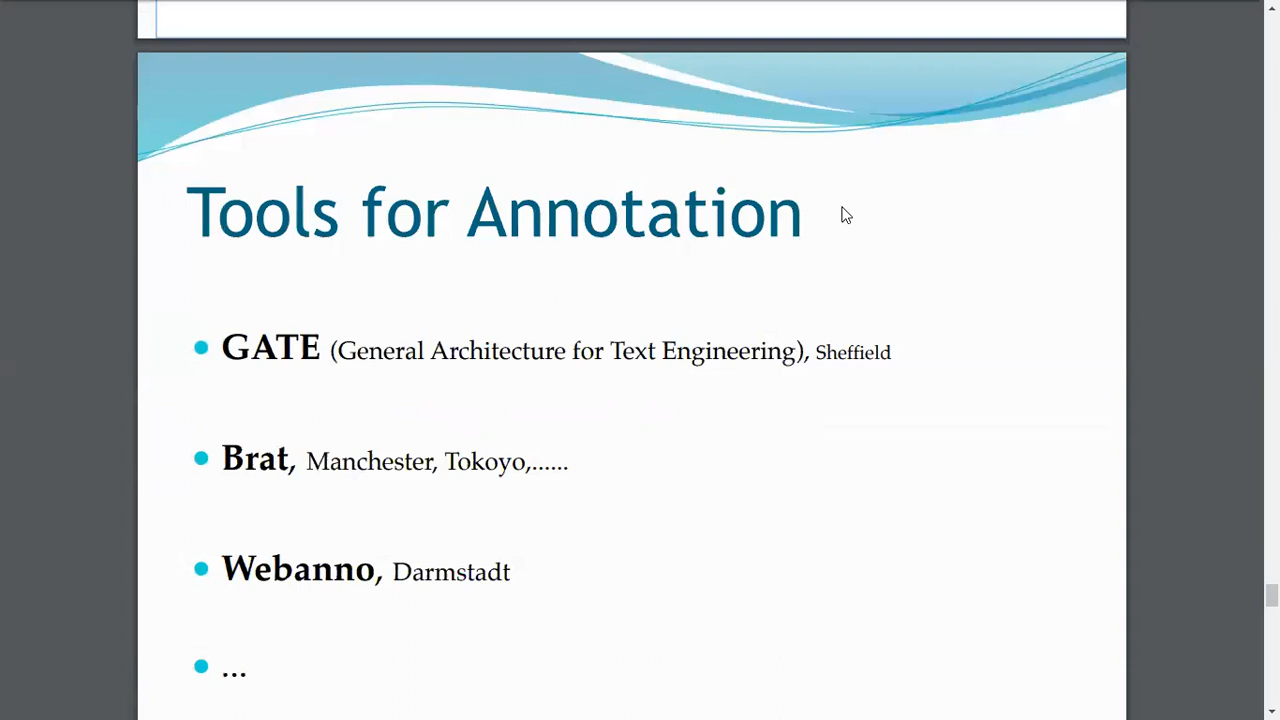 Tools for Annotation
• GATE (General Architecture for Text Engineering), Sheffield
• Brat, Manchester, Tokoyo,......
• Webanno, Darmstadt
• ...